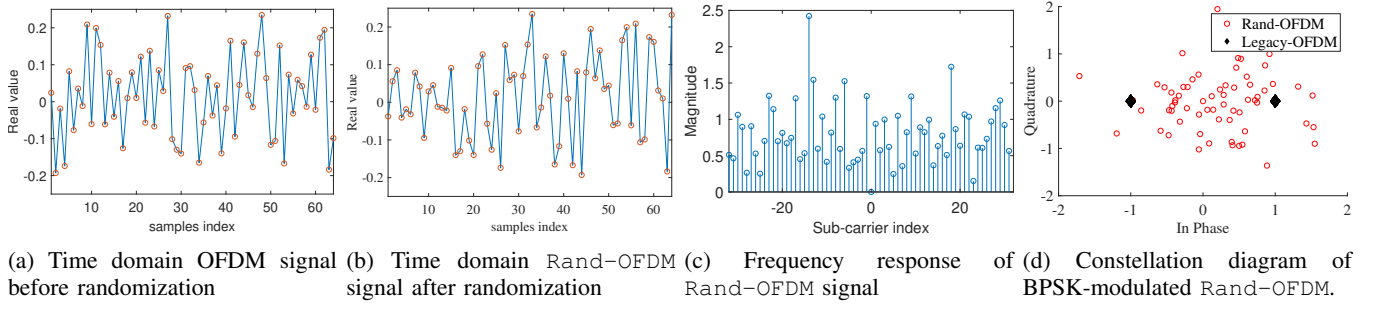 0.2
0.1
0
-0.1
-0.2
Real value
10 20 30 40 50 60
samples index
0.2
0.1
0
-0.1
-0.2
Real value
10 20 30 40 50 60
samples index
2.5
2
1.5
1
0.5
0
Magnitude
-20 0 20
Sub-carrier index
2
1
0
-1
-2
Quadrature
Rand-OFDM
Legacy-OFDM
-2 -1 0 1 2
In Phase
(a) Time domain OFDM signal
before randomization
(b) Time domain Rand-OFDM
signal after randomization
(c) Frequency response of
Rand-OFDM signal
(d) Constellation diagram of
BPSK-modulated Rand-OFDM.